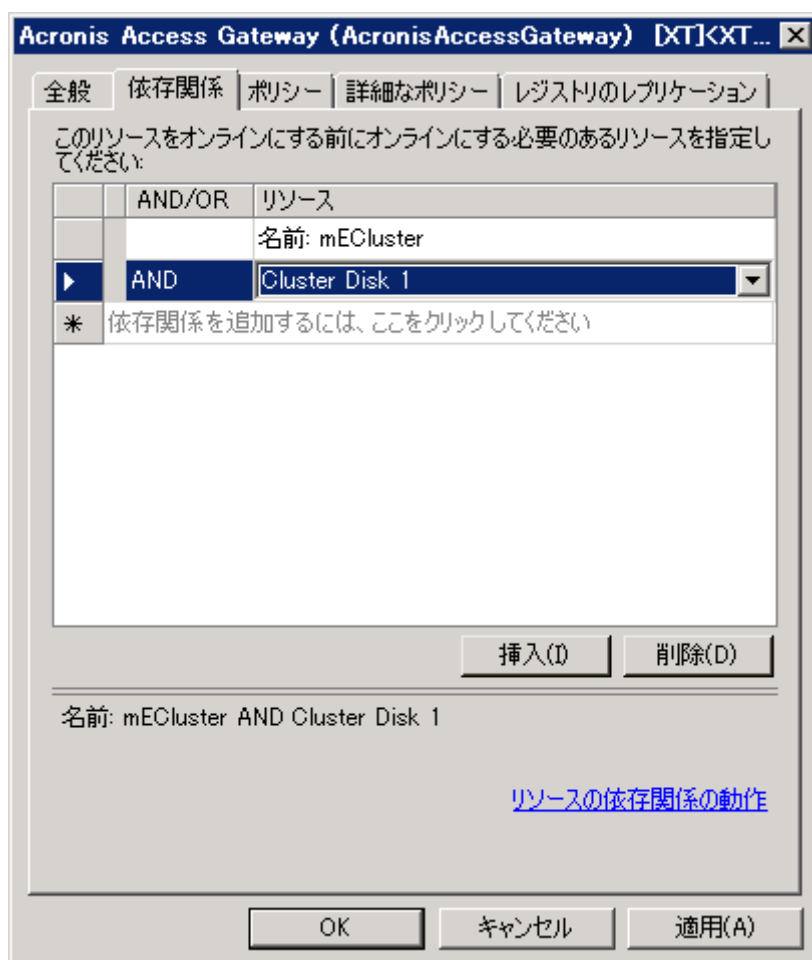 Acronis Access Gateway (AcronisAccessGateway) [XT]<XT...
全般 依存関係 ポリシー 詳細なポリシー レジストリのレプリケーション
このリソースをオンラインにする前にオンラインにする必要のあるリソースを指定し
てください:
AND/OR リソース
名前: mECluster
AND Cluster Disk 1
* 依存関係を追加するには、ここをクリックしてください
挿入(I) 削除(D)
名前: mECluster AND Cluster Disk 1
リソースの依存関係の動作
OK キャンセル 適用(A)